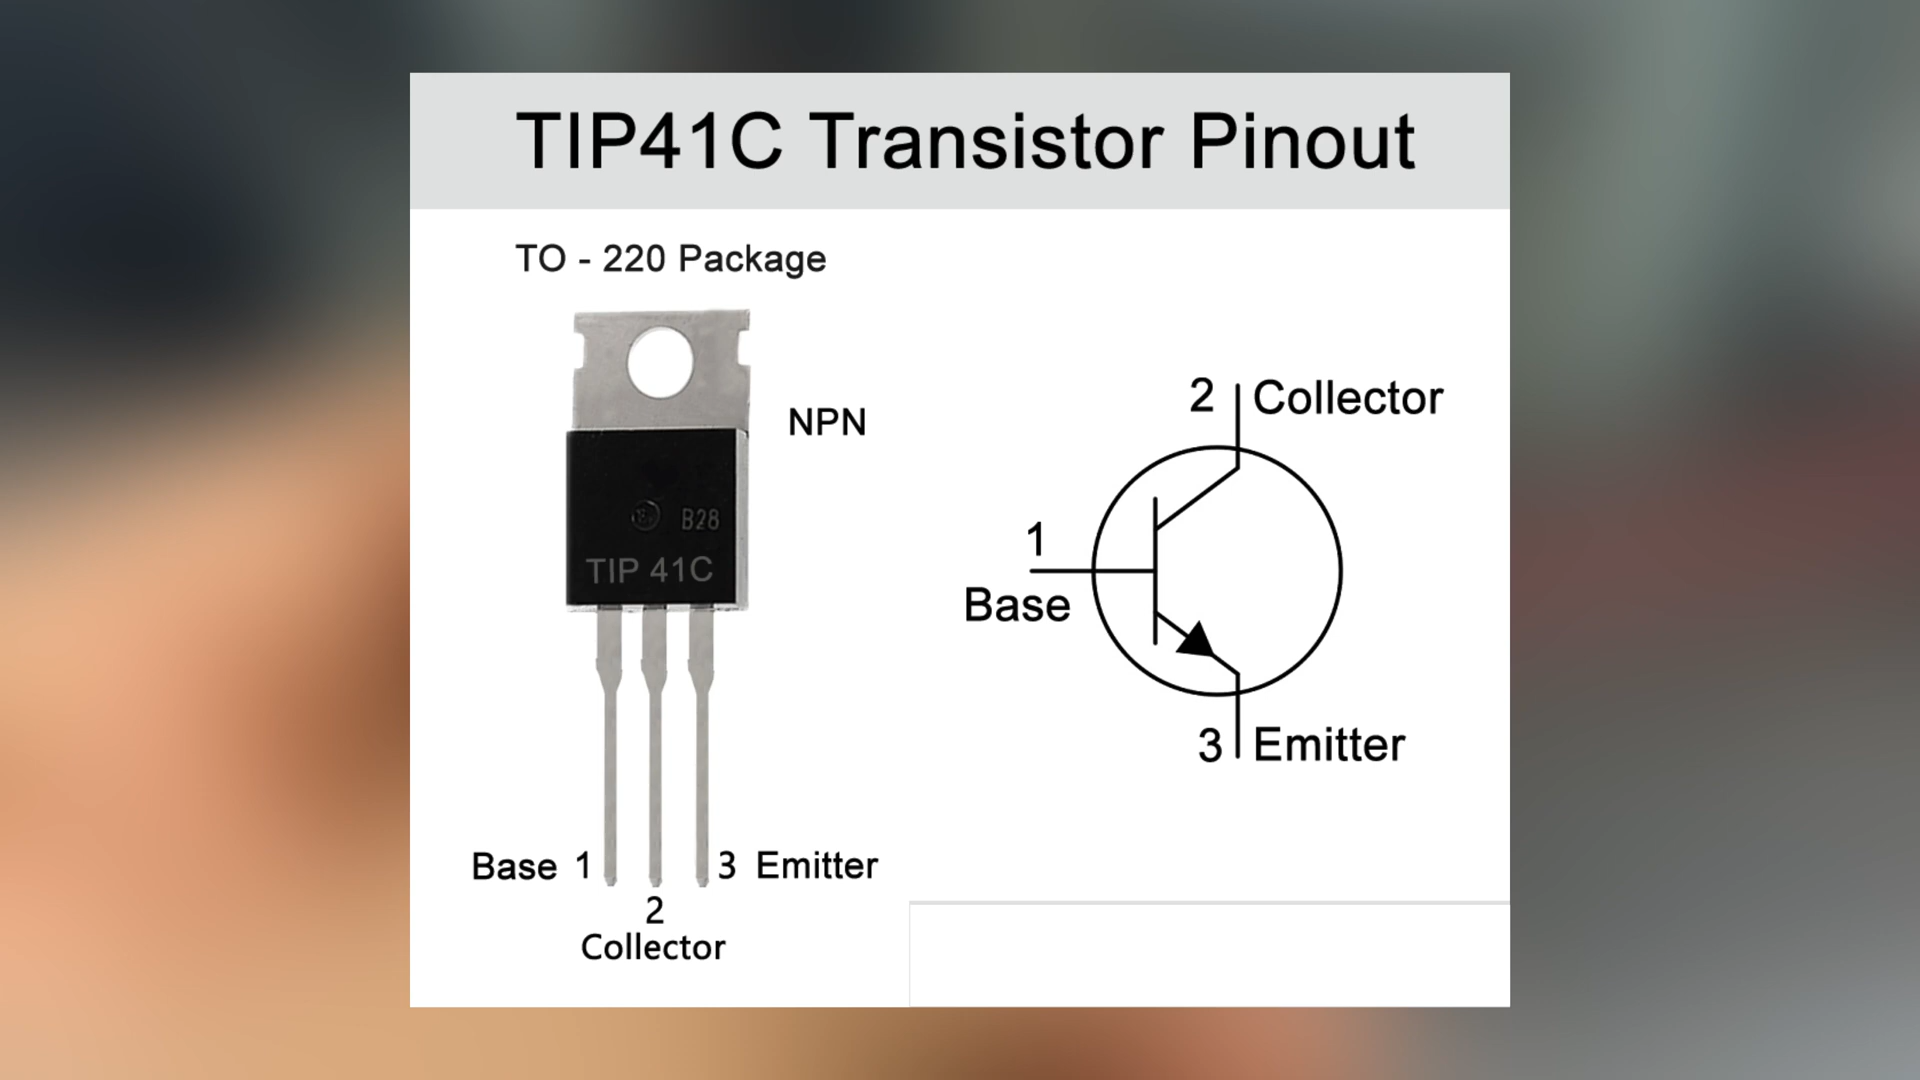 TIP41C Transistor Pinout
TO - 220 Package
NPN
B28
TIP 41C
Base 1
3 Emitter
2
Collector
2 Collector
1
Base
3 Emitter